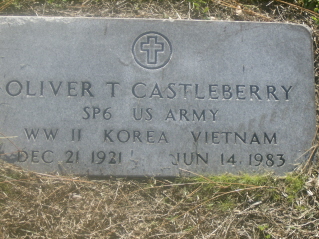 OLIVER T CASTLEBERRY
SP6 US ARMY
WW II KOREA VIETNAM
DEC 21 1921 JUN 14 1983